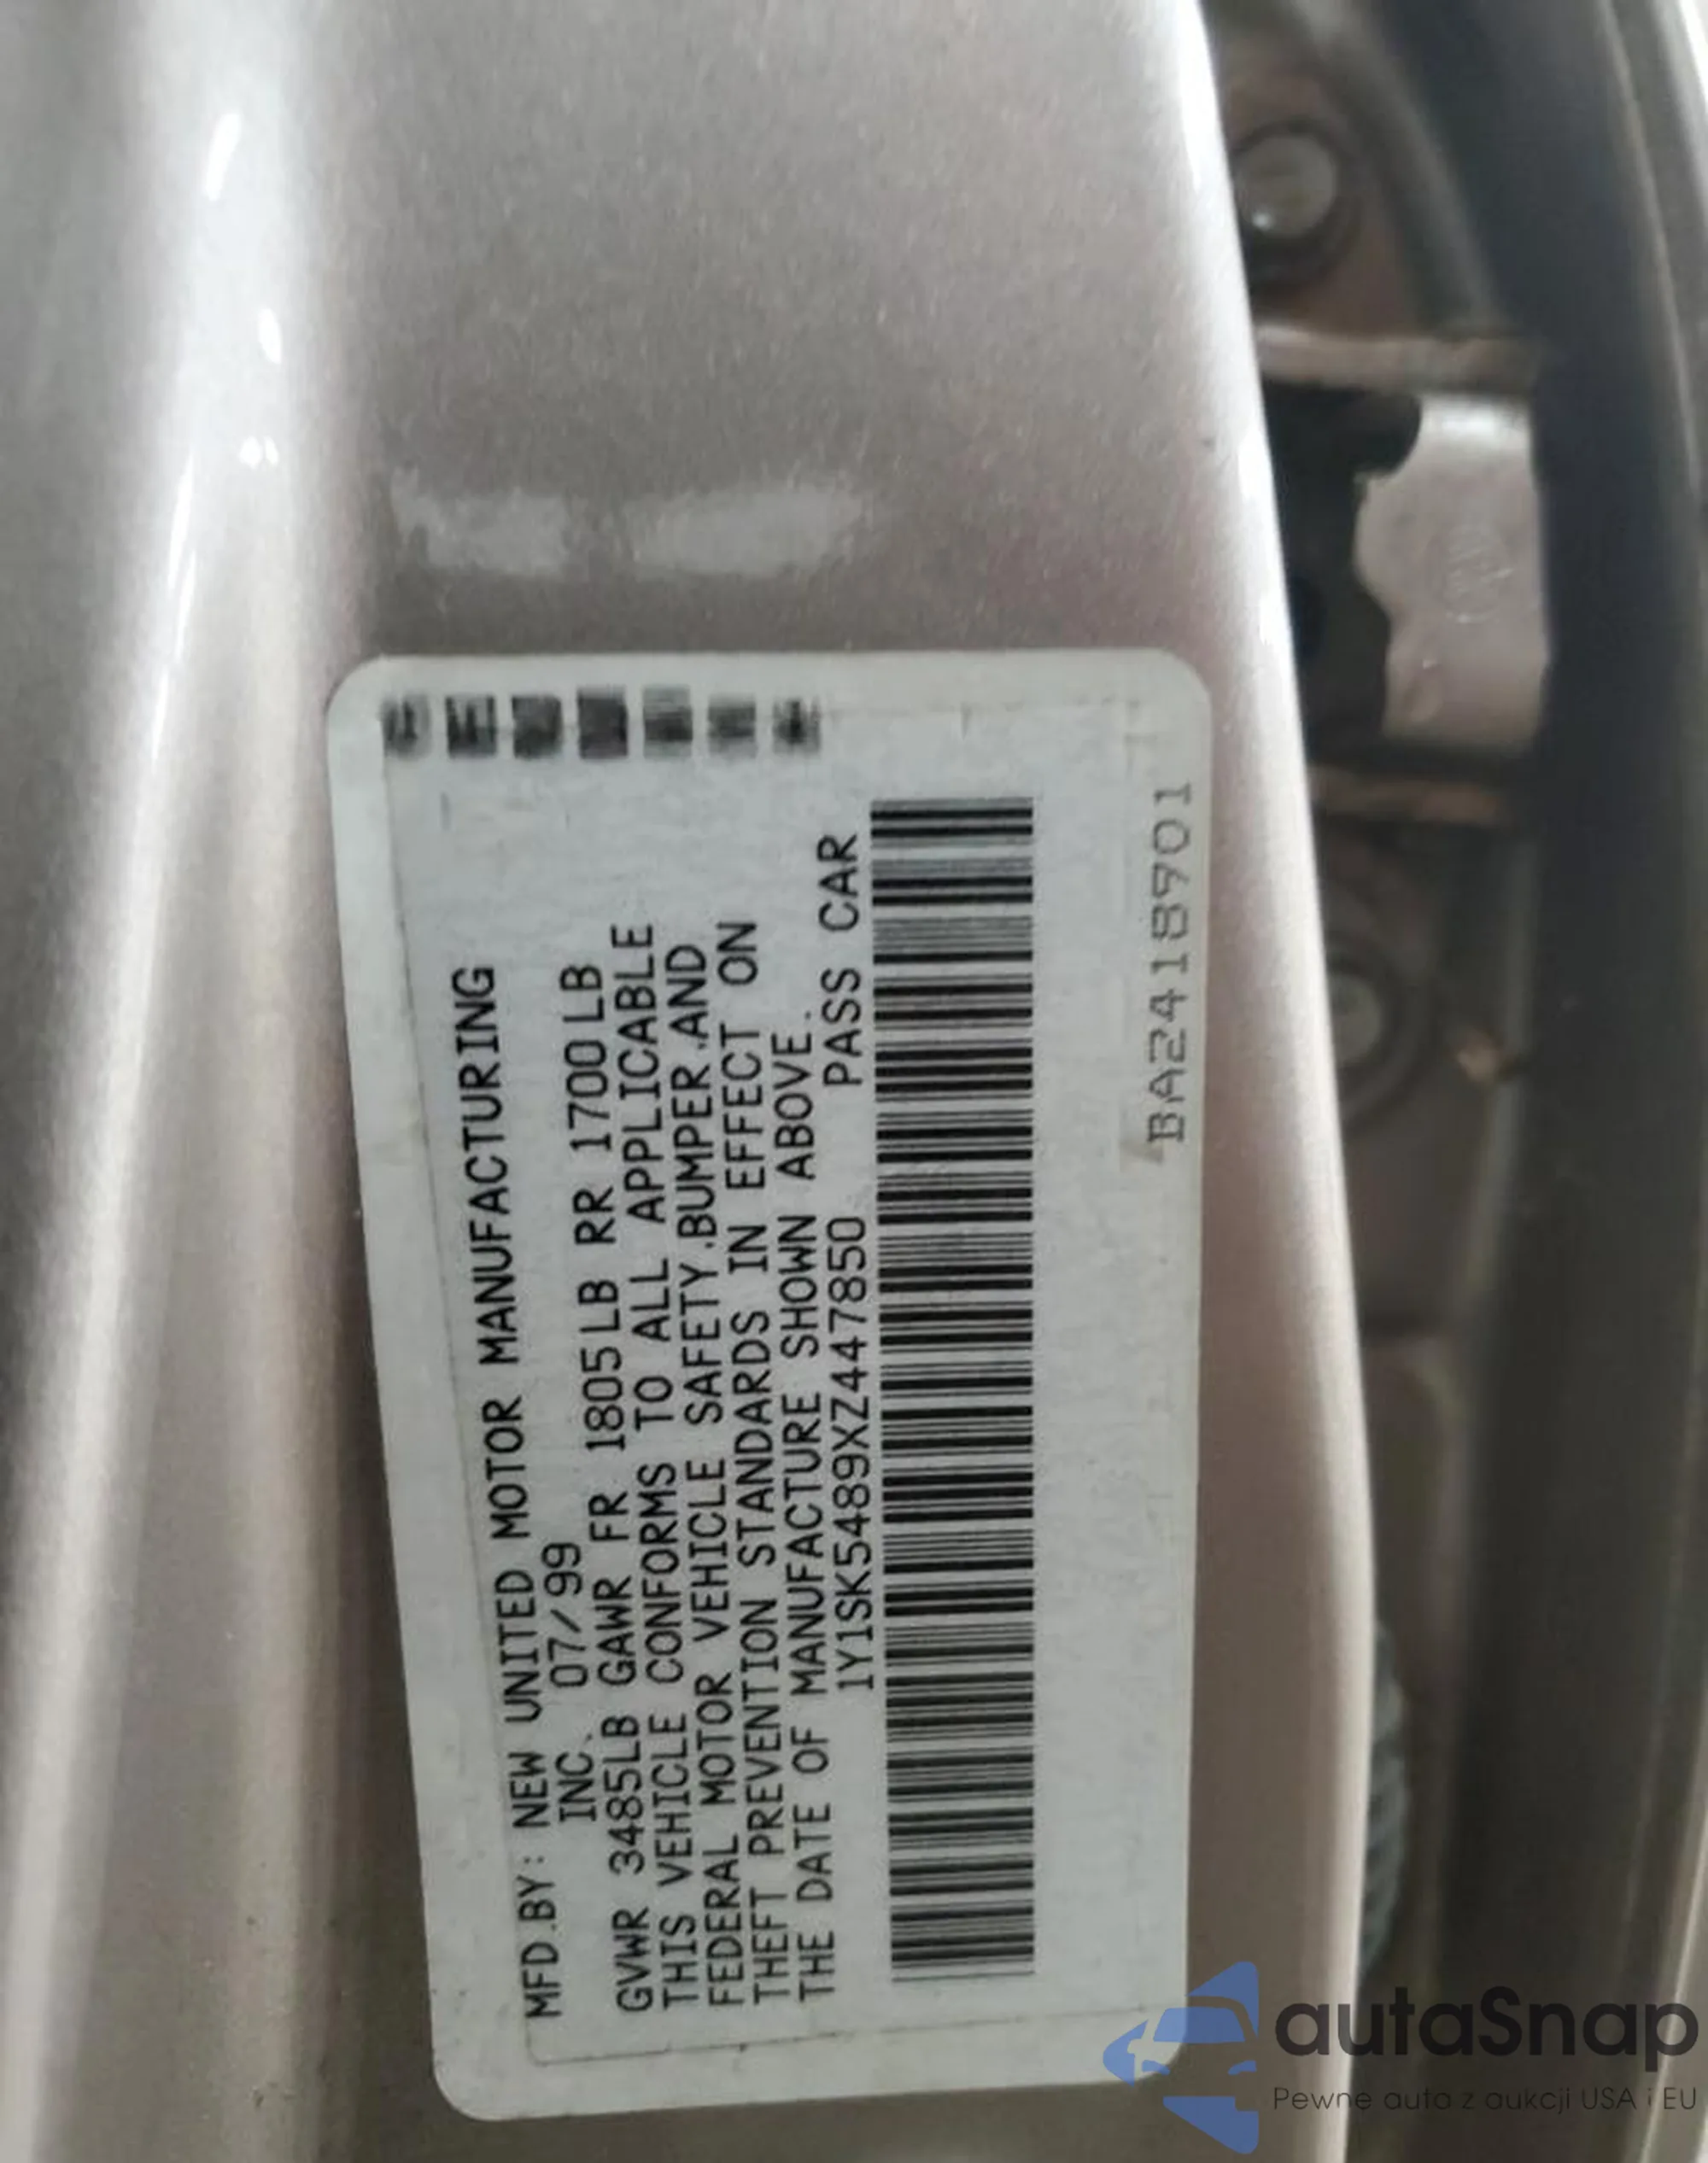 MFD.BY: NEW UNITED MOTOR MANUFACTURING
INC. 07/99
GVWR 3485LB GAWR FR 1805LB RR 1700LB
THIS VEHICLE CONFORMS TO ALL APPLICABLE
FEDERAL MOTOR VEHICLE SAFETY.BUMPER.AND
THEFT PREVENTION STANDARDS IN EFFECT ON
THE DATE OF MANUFACTURE SHOWN ABOVE.
1Y1SK5489XZ447850 PASS CAR
BA2418901
autaSnap
Pewne auta z aukcji USA i EU